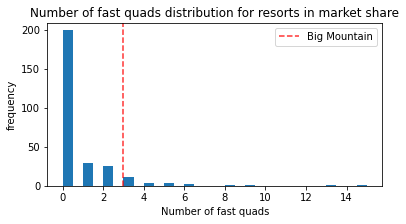 Number of fast quads distribution for resorts in market share
Big Mountain
frequency
200
150
100
50
0
0 2 4 6 8 10 12 14
Number of fast quads